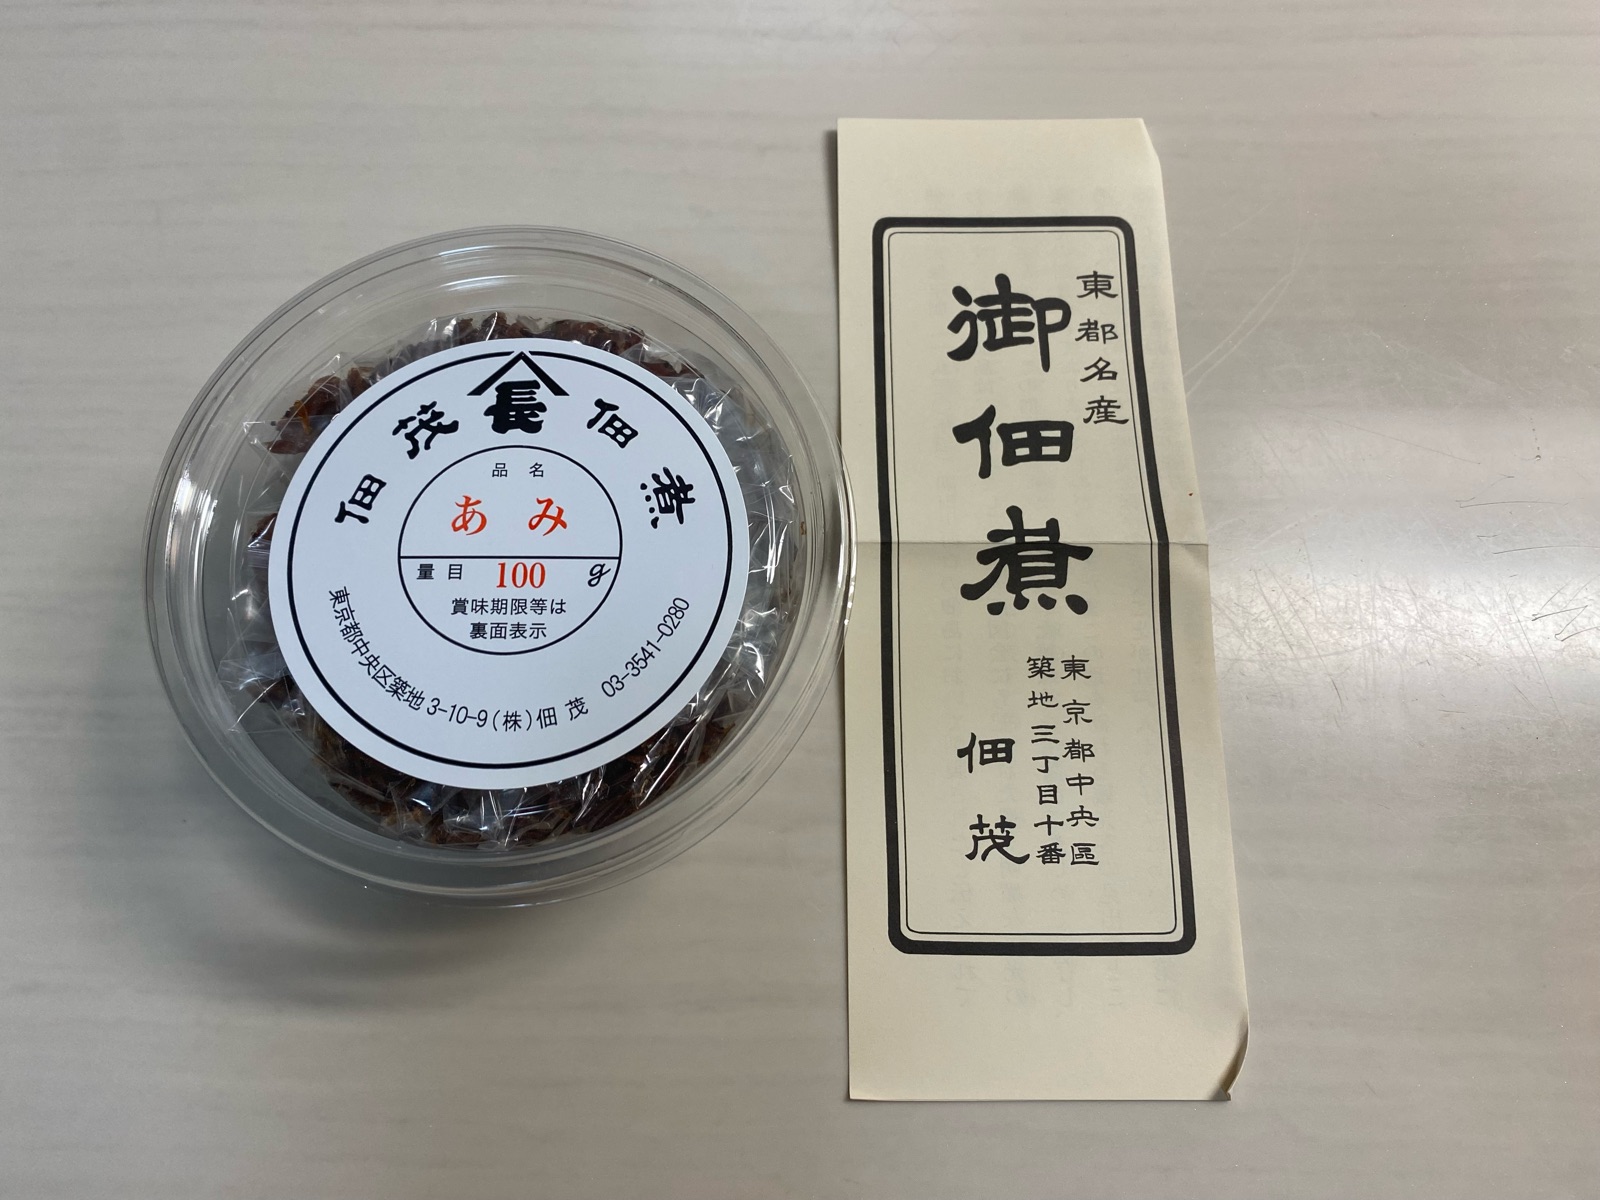 佃茂 長 佃煮
品名
あみ
量目 100 g
賞味期限等は
裏面表示
東京都中央区築地3-10-9(株)佃茂 03-3541-0280
東都名産
御佃煮
東京都中央區
築地三丁目十番
佃茂